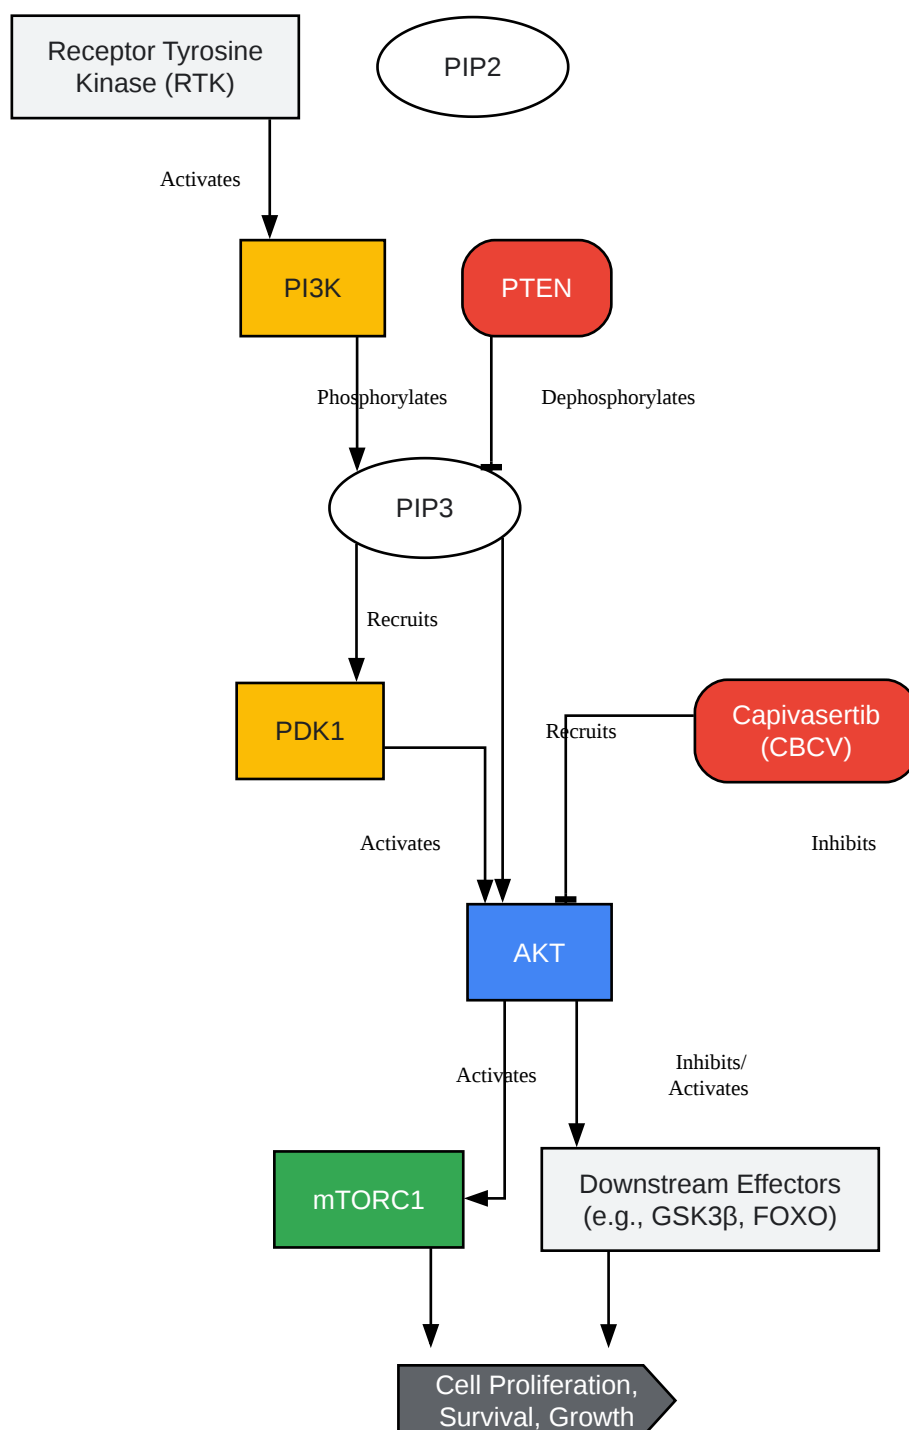 Receptor Tyrosine
Kinase (RTK)
PIP2
Activates
PI3K
PTEN
Phosphorylates
Dephosphorylates
PIP3
Recruits
PDK1
Recruits
Capivasertib
(CBCV)
Activates
Inhibits
AKT
Activates
Inhibits/
Activates
mTORC1
Downstream Effectors
(e.g., GSK3β, FOXO)
Cell Proliferation,
Survival, Growth